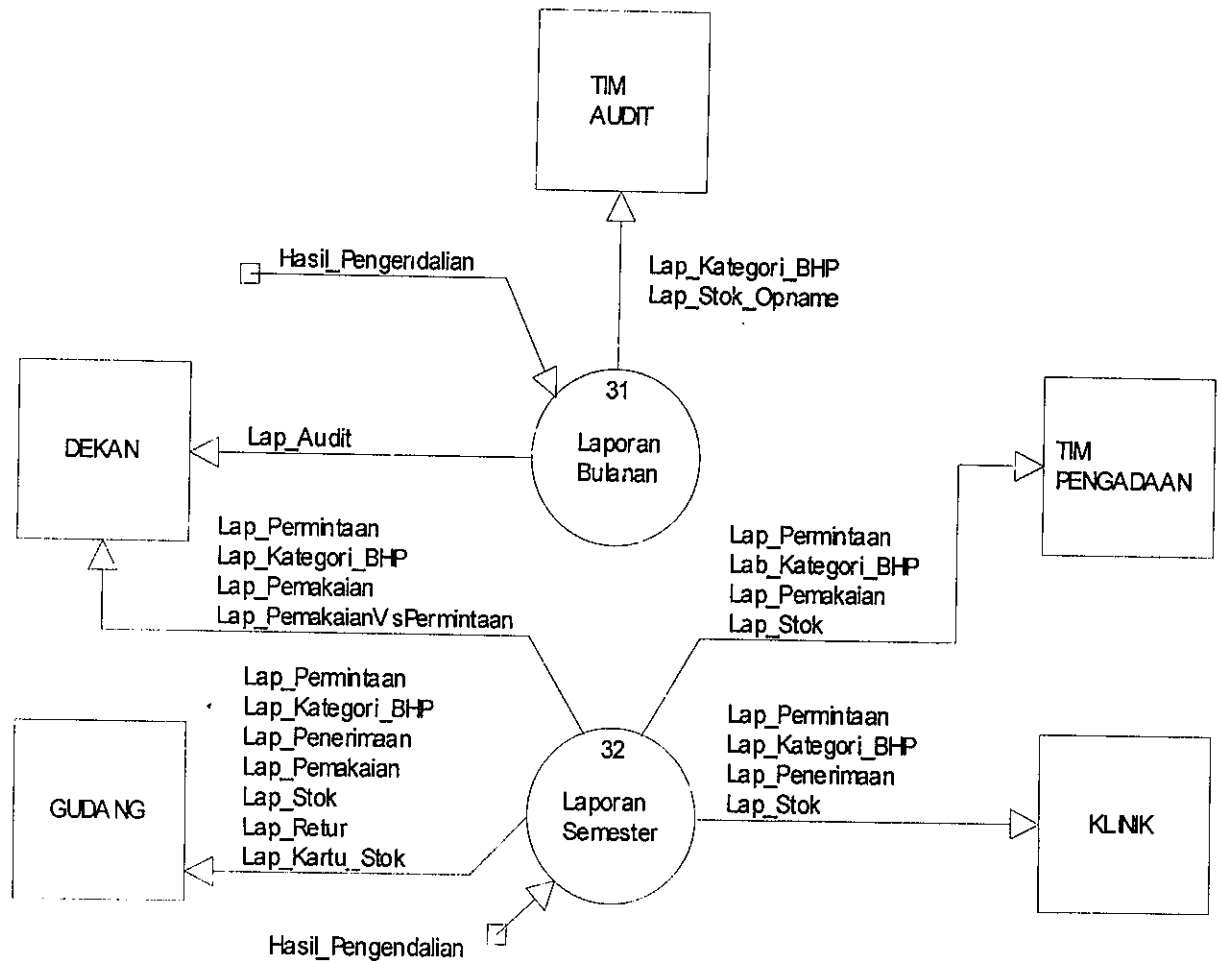 TIM
AUDIT
Hasil_Pengendalian
Lap_Kategori_BHP
Lap_Stok_Opname
31
Laporan
Bulanan
DEKAN
Lap_Audit
TIM
PENGADAAN
Lap_Permintaan
Lap_Kategori_BHP
Lap_Pemakaian
Lap_PemakaianVsPermintaan
Lap_Permintaan
Lab_Kategori_BHP
Lap_Pemakaian
Lap_Stok
Lap_Permintaan
Lap_Kategori_BHP
Lap_Penerimaan
Lap_Pemakaian
Lap_Stok
Lap_Retur
Lap_Kartu_Stok
GUDANG
32
Laporan
Semester
Lap_Permintaan
Lap_Kategori_BHP
Lap_Penerimaan
Lap_Stok
KLINIK
Hasil_Pengendalian